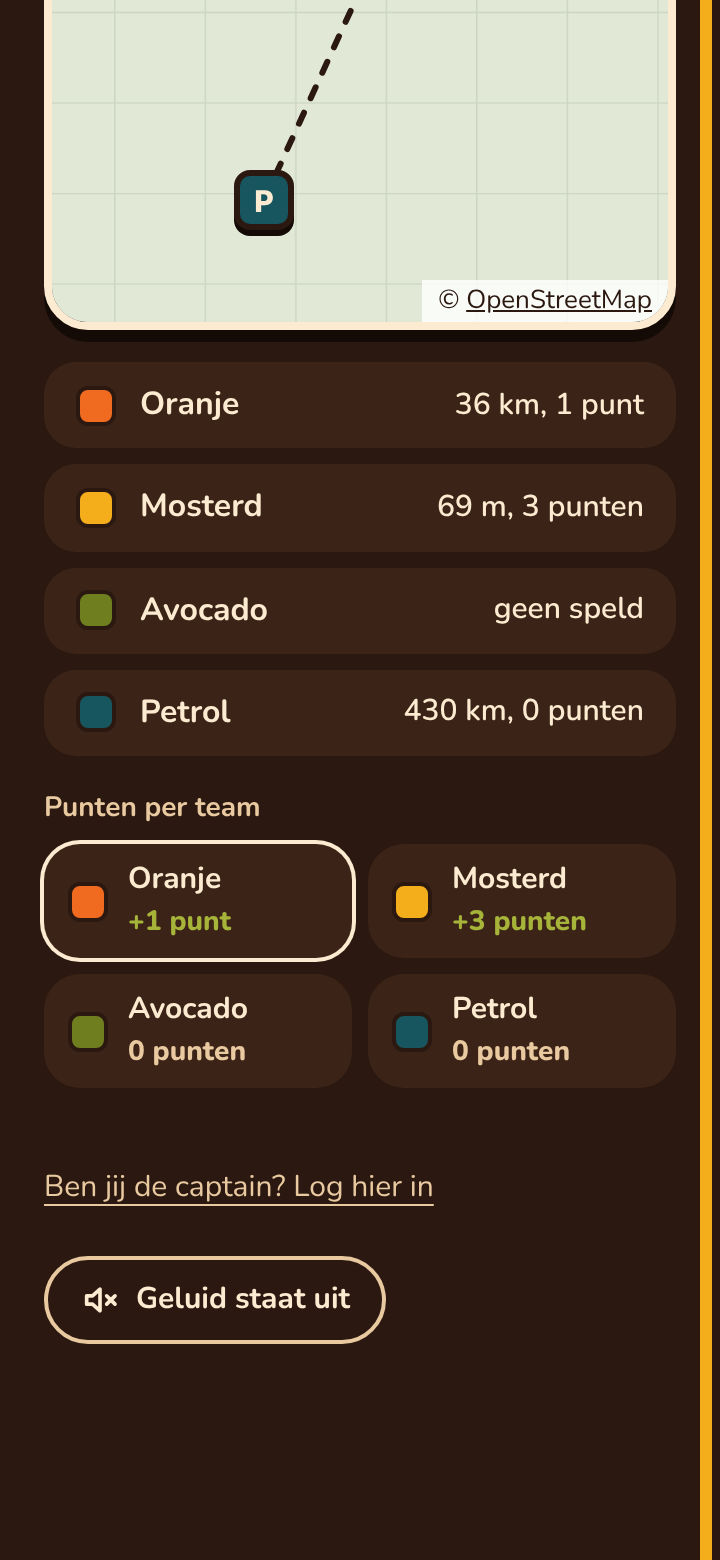 P
© OpenStreetMap
Oranje 36 km, 1 punt
Mosterd 69 m, 3 punten
Avocado geen speld
Petrol 430 km, 0 punten
Punten per team
Oranje
+1 punt
Mosterd
+3 punten
Avocado
0 punten
Petrol
0 punten
Ben jij de captain? Log hier in
Geluid staat uit